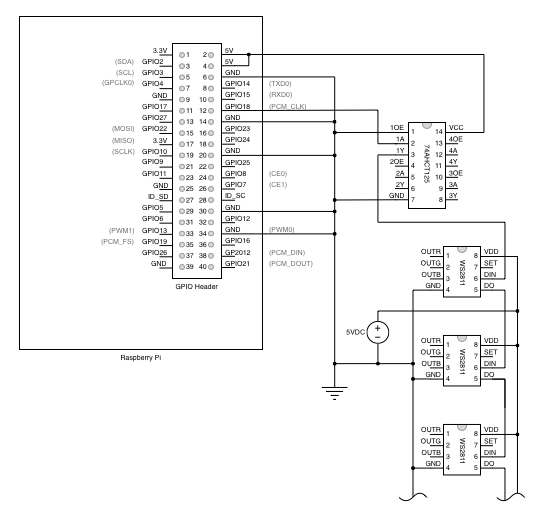 3.3V 1 2 5V
(SDA) GPIO2 3 4 5V
(SCL) GPIO3 5 6 GND
(GPCLK0) GPIO4 7 8 GPIO14 (TXD0)
GND 9 10 GPIO15 (RXD0)
GPIO17 11 12 GPIO18 (PCM_CLK)
GPIO27 13 14 GND
(MOSI) GPIO22 15 16 GPIO23
(MISO) 3.3V 17 18 GPIO24
(SCLK) GPIO10 19 20 GND
GPIO9 21 22 GPIO25
GPIO11 23 24 GPIO8 (CE0)
GND 25 26 GPIO7 (CE1)
ID_SD 27 28 ID_SC
GPIO5 29 30 GND
GPIO6 31 32 GPIO12
(PWM1) GPIO13 33 34 GND (PWM0)
(PCM_FS) GPIO19 35 36 GPIO16
GPIO26 37 38 GP2012 (PCM_DIN)
GND 39 40 GPIO21 (PCM_DOUT)
GPIO Header
Raspberry Pi
1OE 1 14 VCC
1A 2 13 4OE
1Y 3 12 4A
2OE 4 11 4Y
2A 5 10 3OE
2Y 6 9 3A
GND 7 8 3Y
74AHCT125
OUTR 1 8 VDD
OUTG 2 7 SET
OUTB 3 6 DIN
GND 4 5 DO
WS2811
5VDC
+
−
OUTR 1 8 VDD
OUTG 2 7 SET
OUTB 3 6 DIN
GND 4 5 DO
WS2811
OUTR 1 8 VDD
OUTG 2 7 SET
OUTB 3 6 DIN
GND 4 5 DO
WS2811